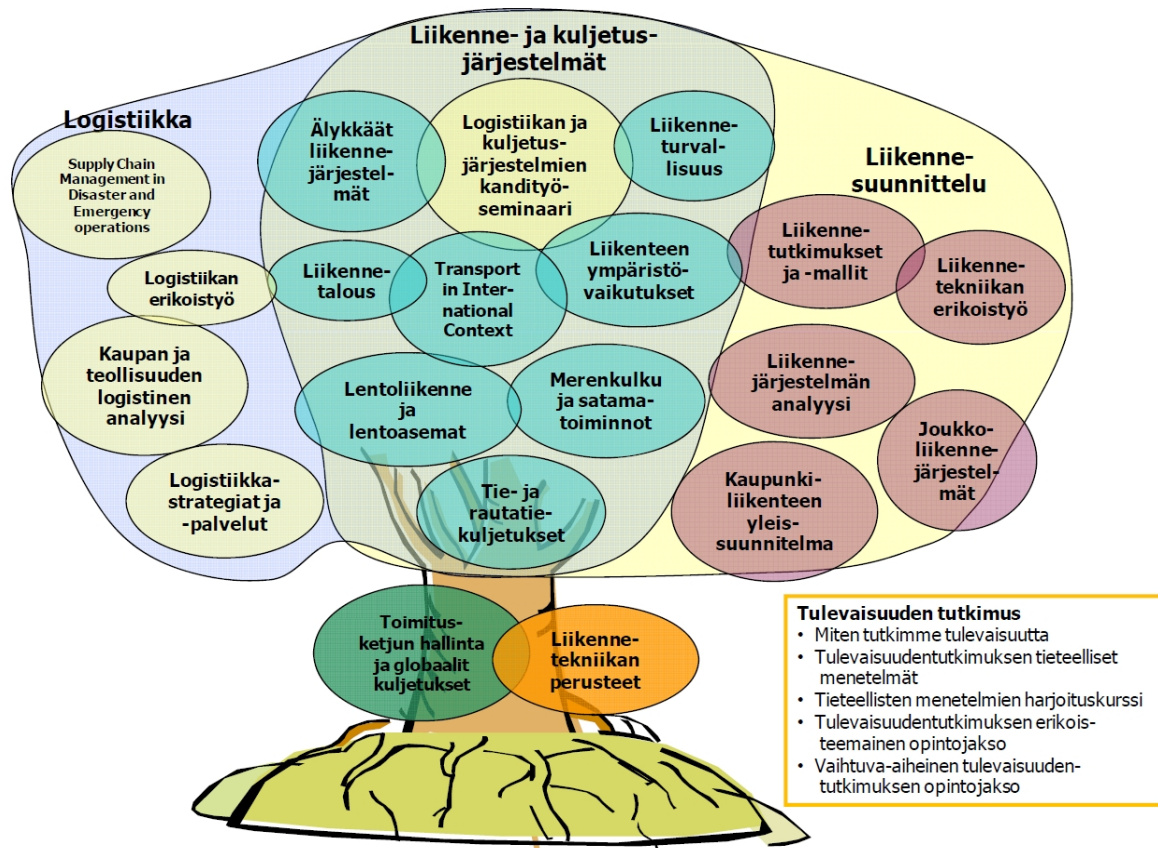 Liikenne- ja kuljetus-
järjestelmät
Logistiikka
Liikenne-
suunnittelu
Supply Chain
Management in
Disaster and
Emergency
operations
Logistiikan
erikoistyö
Kaupan ja
teollisuuden
logistinen
analyysi
Logistiikka-
strategiat ja
-palvelut
Älykkäät
liikenne-
järjestel-
mät
Logistiikan ja
kuljetus-
järjestelmien
kandityö-
seminaari
Liikenne-
turval-
lisuus
Liikenne-
talous
Transport
in Inter-
national
Context
Liikenteen
ympäristö-
vaikutukset
Lentoliikenne
ja
lentoasemat
Merenkulku
ja satama-
toiminnot
Tie- ja
rautatie-
kuljetukset
Liikenne-
tutkimukset
ja -mallit
Liikenne-
tekniikan
erikoistyö
Liikenne-
järjestelmän
analyysi
Joukko-
liikenne-
järjestel-
mät
Kaupunki-
liikenteen
yleis-
suunnitelma
Toimitus-
ketjun hallinta
ja globaalit
kuljetukset
Liikenne-
tekniikan
perusteet
Tulevaisuuden tutkimus
• Miten tutkimme tulevaisuutta
• Tulevaisuudentutkimuksen tieteelliset
menetelmät
• Tieteellisten menetelmien harjoituskurssi
• Tulevaisuudentutkimuksen erikois-
teemainen opintojakso
• Vaihtuva-aiheinen tulevaisuuden-
tutkimuksen opintojakso